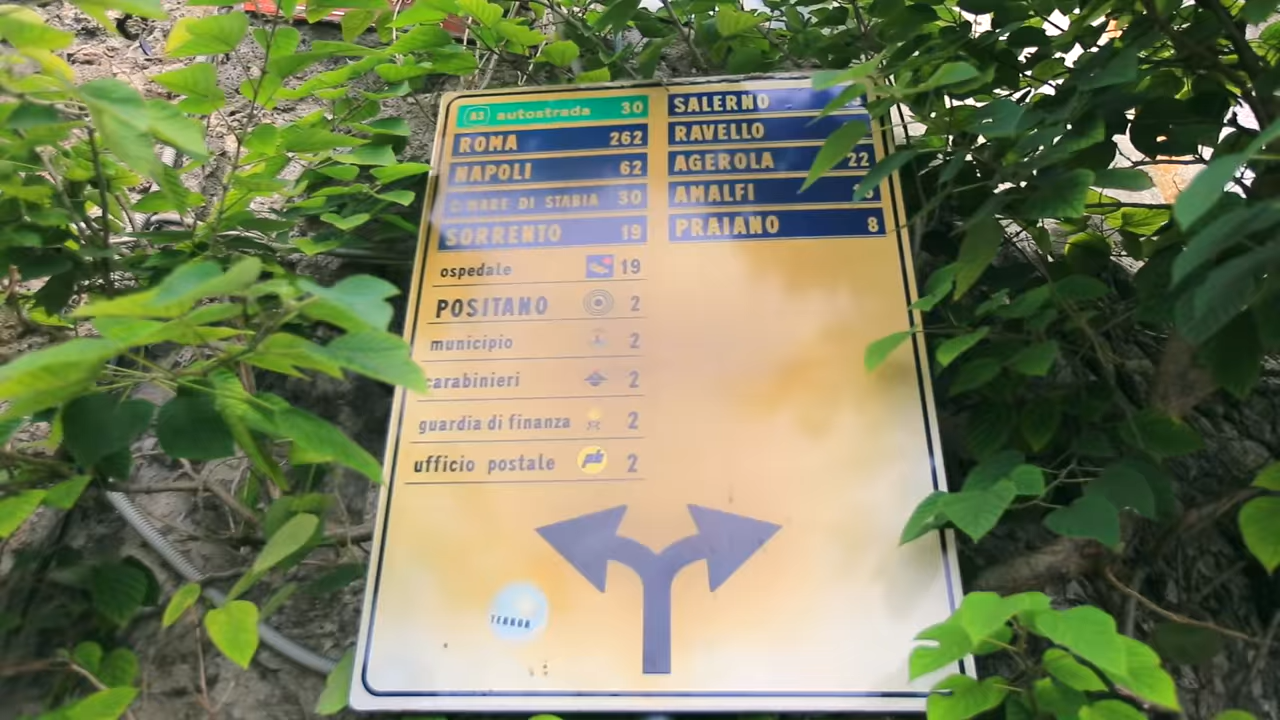 A3 autostrada 30
ROMA 262
NAPOLI 62
C.MARE DI STABIA 30
SORRENTO 19
ospedale 19
POSITANO 2
municipio 2
carabinieri 2
guardia di finanza 2
ufficio postale 2
SALERNO
RAVELLO
AGEROLA 22
AMALFI
PRAIANO 8